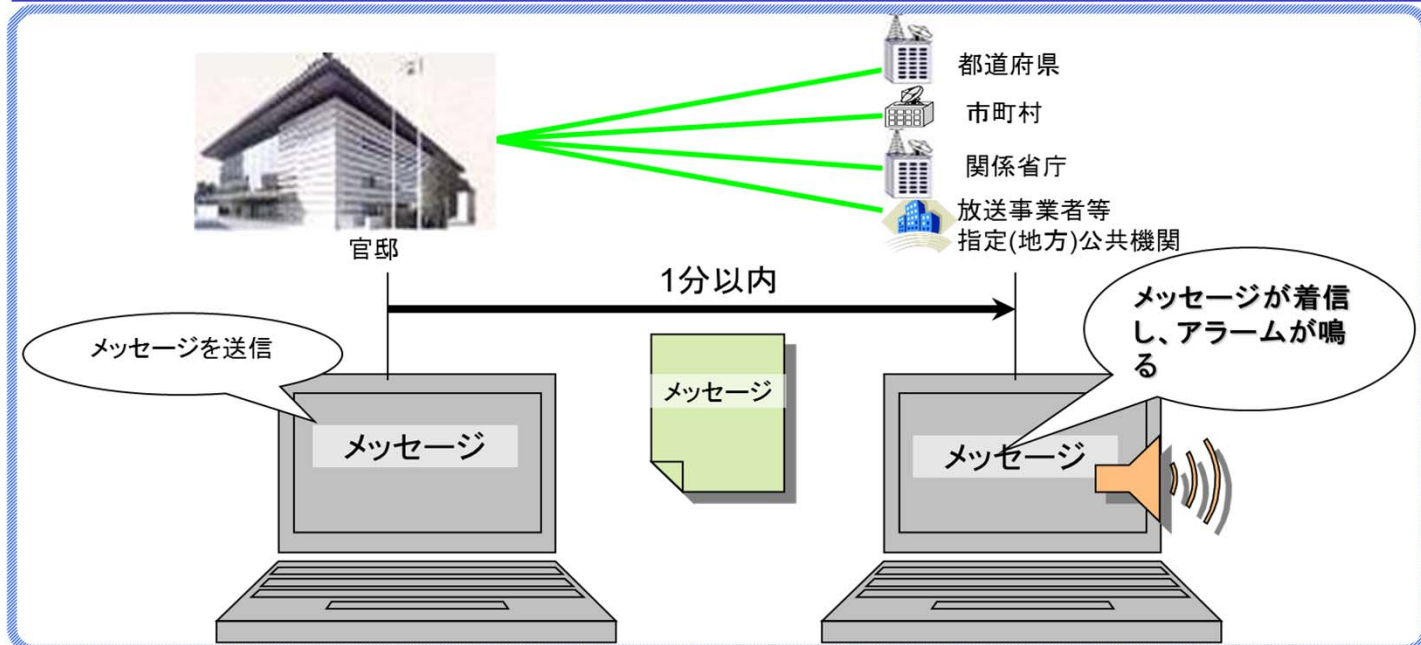 都道府県
市町村
関係省庁
放送事業者等
指定(地方)公共機関
官邸
1分以内
メッセージを送信
メッセージ
メッセージ
メッセージが着信
し、アラームが鳴
る
メッセージ